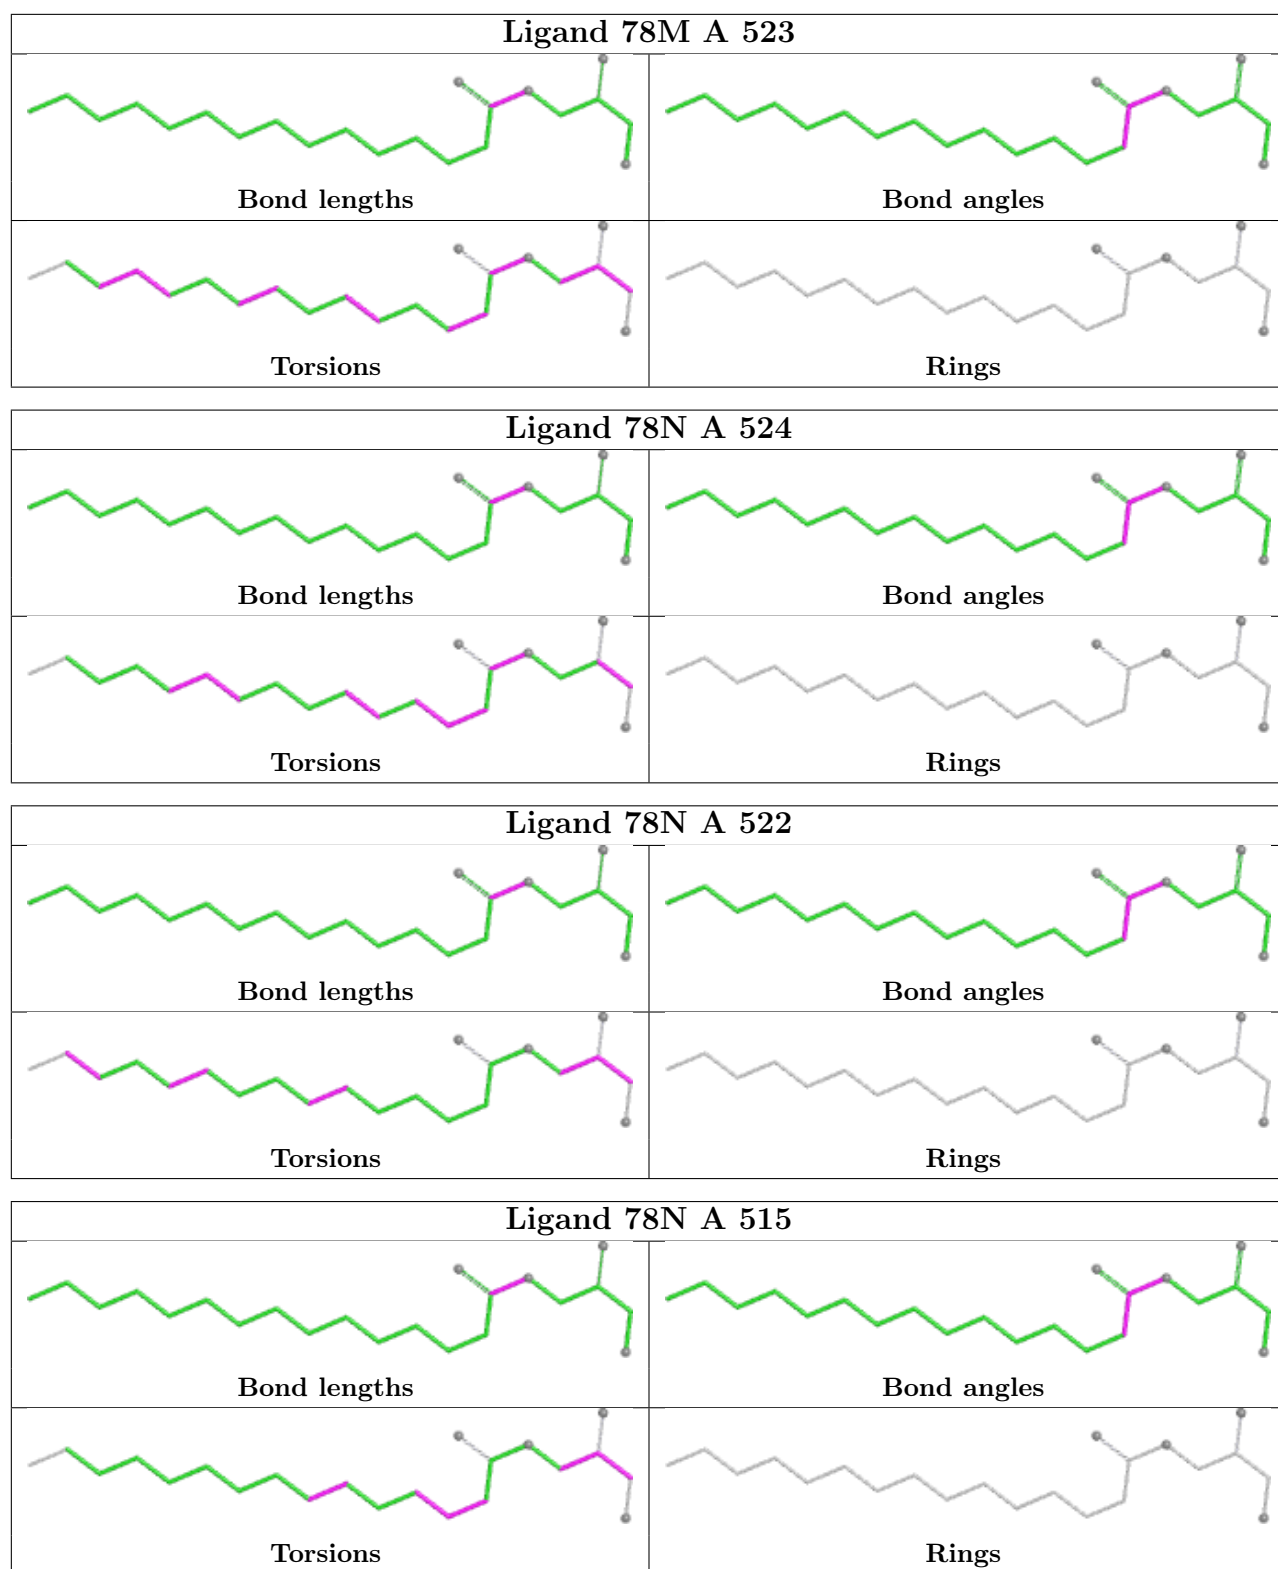 Ligand 78M A 523
Bond lengths
Bond angles
Torsions
Rings
Ligand 78N A 524
Bond lengths
Bond angles
Torsions
Rings
Ligand 78N A 522
Bond lengths
Bond angles
Torsions
Rings
Ligand 78N A 515
Bond lengths
Bond angles
Torsions
Rings